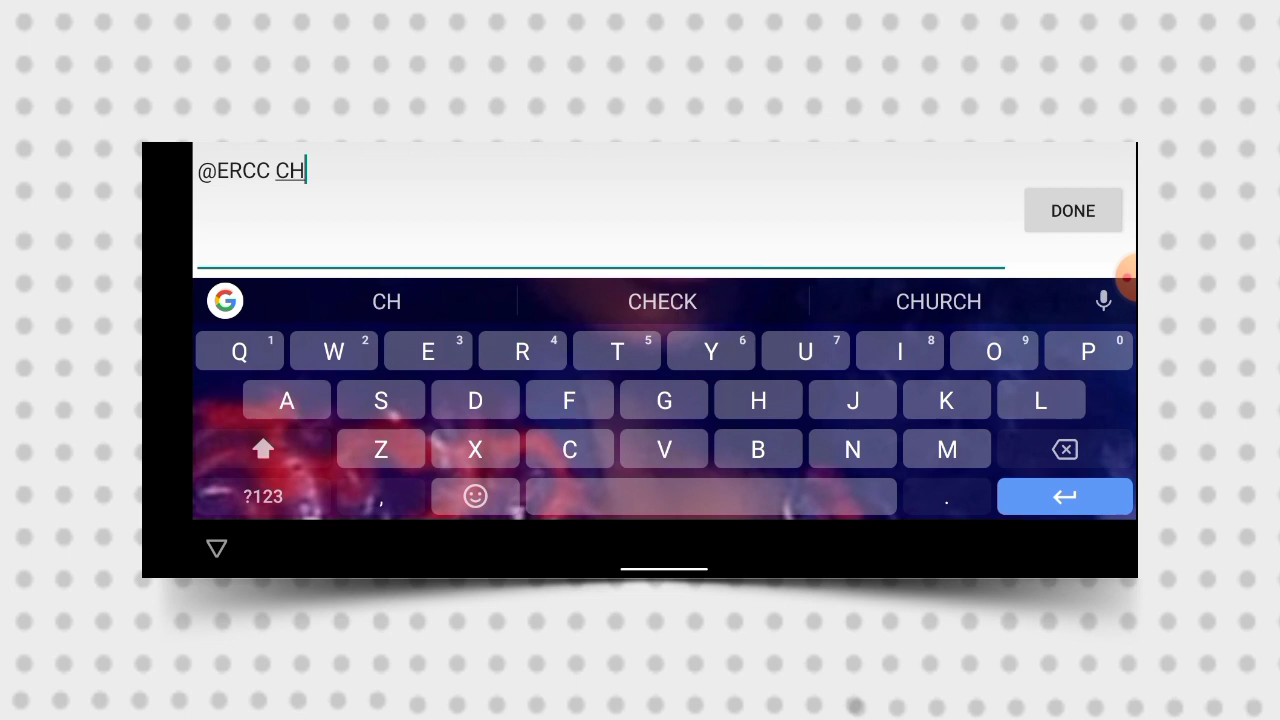 @ERCC CH
DONE
CH CHECK CHURCH
Q 1 W 2 E 3 R 4 T 5 Y 6 U 7 I 8 O 9 P 0
A S D F G H J K L
Z X C V B N M
?123 , .